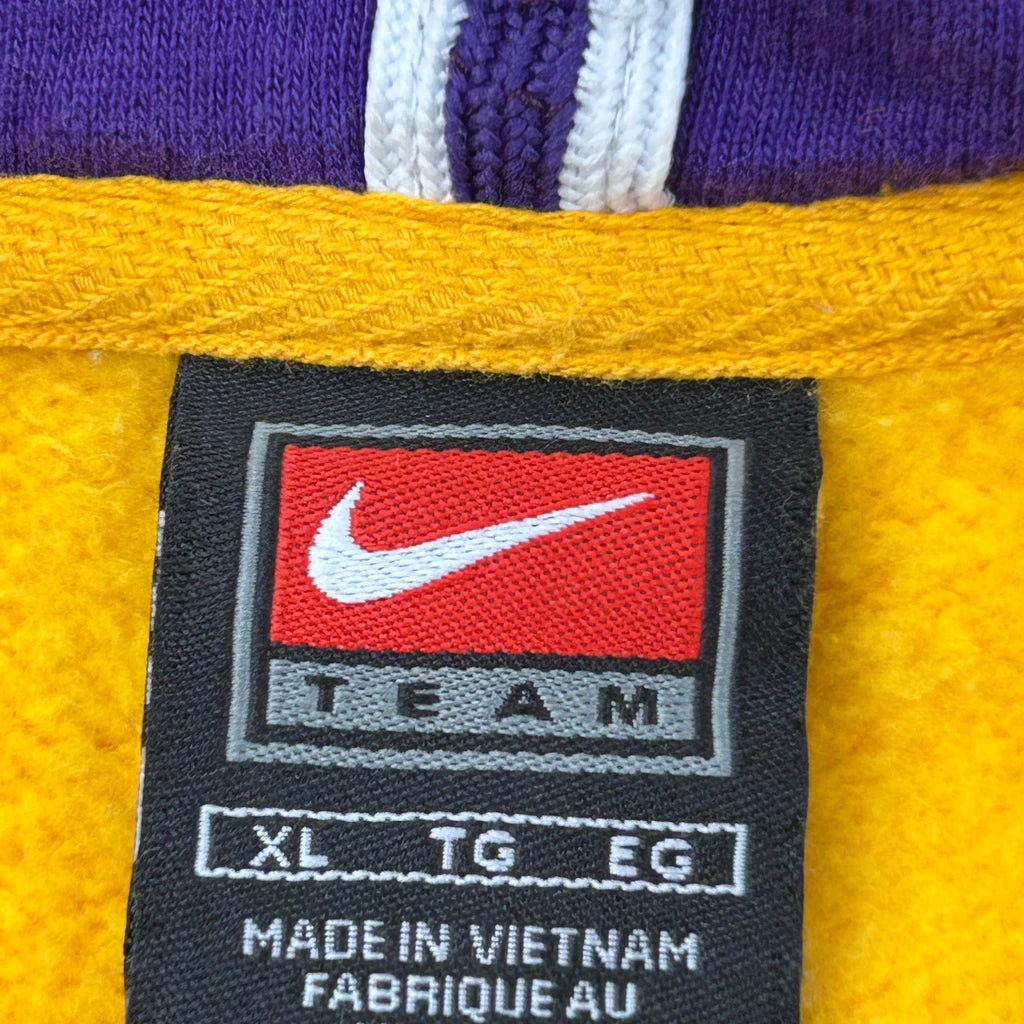 TEAM
XL TG EG
MADE IN VIETNAM
FABRIQUE AU